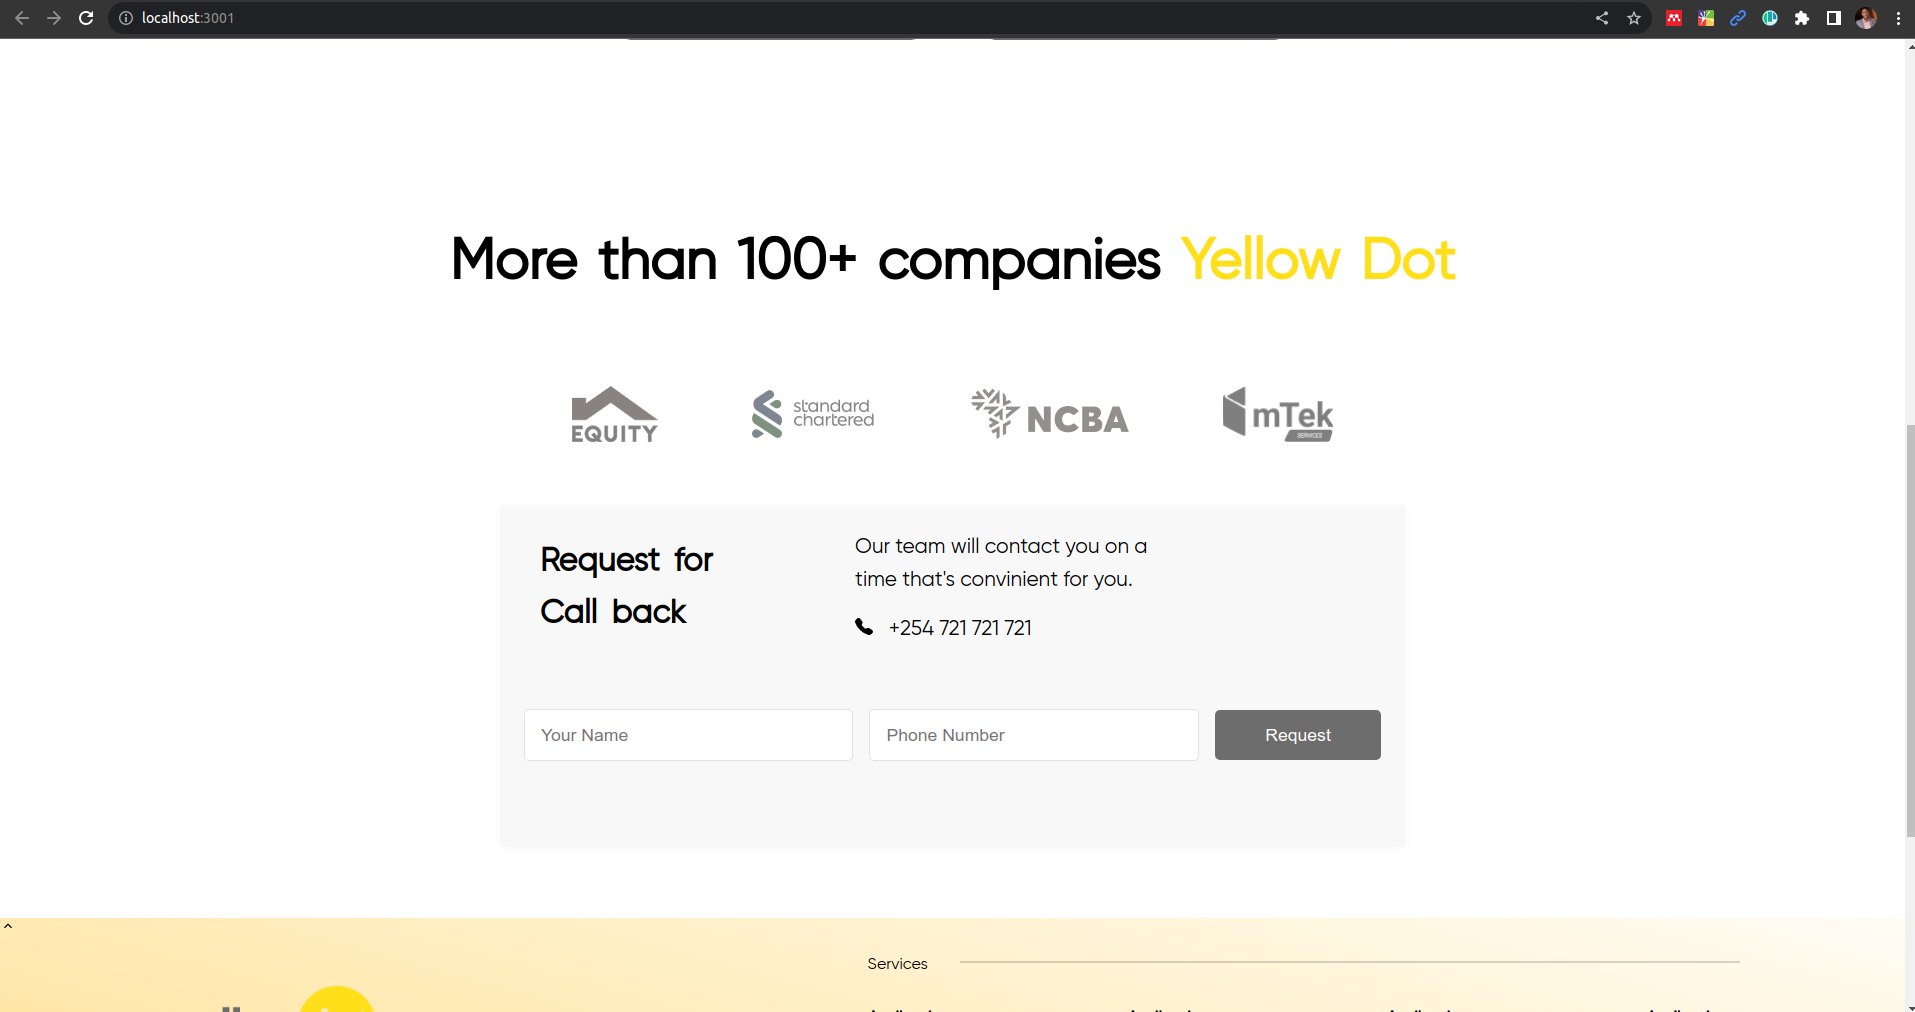 localhost:3001
More than 100+ companies Yellow Dot
EQUITY
standard
chartered
NCBA
mTek
SERVICES
Request for
Call back
Our team will contact you on a
time that's convinient for you.
+254 721 721 721
Your Name
Phone Number
Request
Services